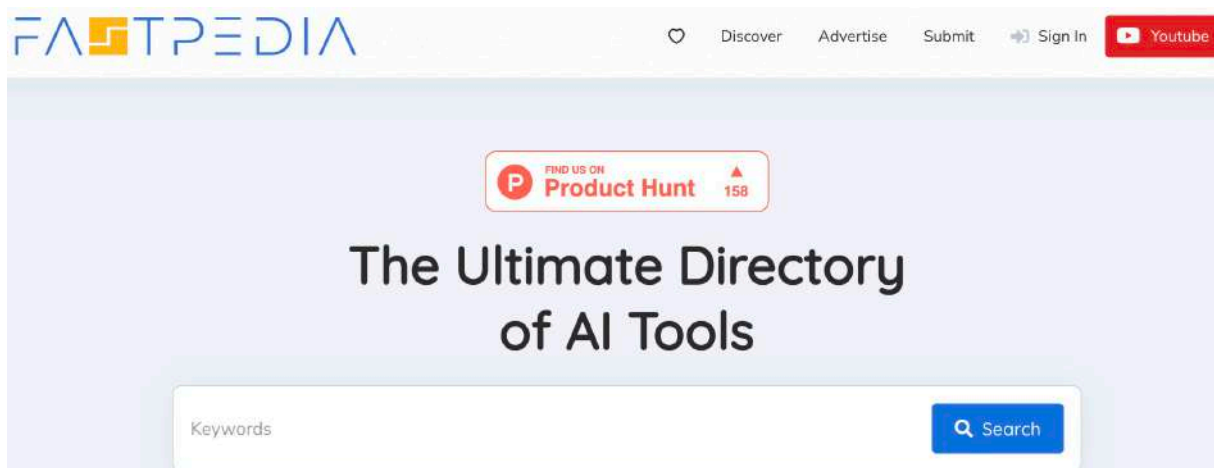 FASTPEDIA
Discover Advertise Submit Sign In Youtube
FIND US ON
Product Hunt 158
The Ultimate Directory
of AI Tools
Keywords Search